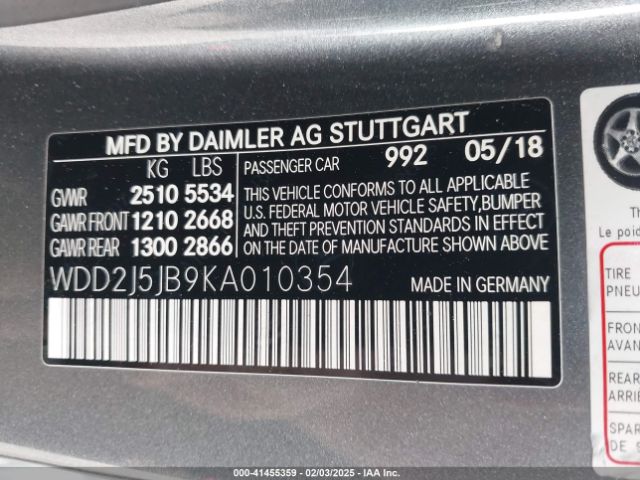 MFD BY DAIMLER AG STUTTGART
KG LBS
PASSENGER CAR 992 05/18
GVWR 2510 5534
GAWR FRONT 1210 2668
GAWR REAR 1300 2866
THIS VEHICLE CONFORMS TO ALL APPLICABLE
U.S. FEDERAL MOTOR VEHICLE SAFETY,BUMPER
AND THEFT PREVENTION STANDARDS IN EFFECT
ON THE DATE OF MANUFACTURE SHOWN ABOVE.
WDD2J5JB9KA010354
MADE IN GERMANY
Le poid
TIRE
FRON
AVAN
REAR
ARRIÈ
SPAR
DE
000-41455359 - 02/03/2025 - IAA Inc.